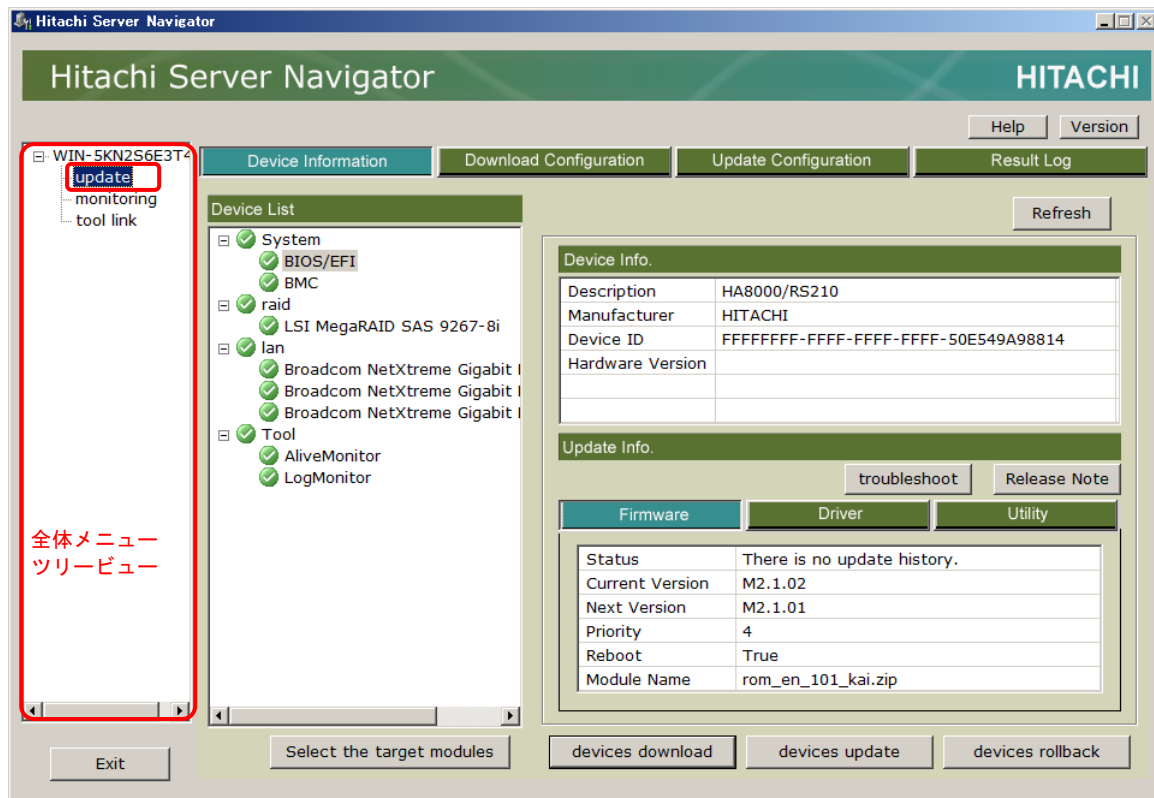 Hitachi Server Navigator
Hitachi Server Navigator
HITACHI
Help
Version
WIN-5KN2S6E3T4
update
monitoring
tool link
全体メニュー
ツリービュー
Exit
Device Information
Download Configuration
Update Configuration
Result Log
Device List
System
BIOS/EFI
BMC
raid
LSI MegaRAID SAS 9267-8i
lan
Broadcom NetXtreme Gigabit
Broadcom NetXtreme Gigabit
Broadcom NetXtreme Gigabit
Tool
AliveMonitor
LogMonitor
Select the target modules
Refresh
Device Info.
Description HA8000/RS210
Manufacturer HITACHI
Device ID FFFFFFFF-FFFF-FFFF-FFFF-50E549A98814
Hardware Version
Update Info.
troubleshoot
Release Note
Firmware
Driver
Utility
Status There is no update history.
Current Version M2.1.02
Next Version M2.1.01
Priority 4
Reboot True
Module Name rom_en_101_kai.zip
devices download
devices update
devices rollback